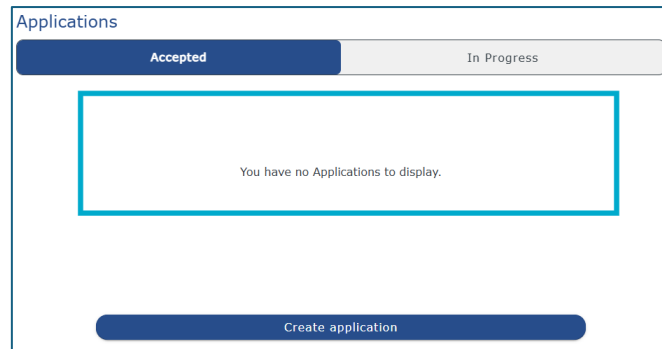 Applications
Accepted
In Progress
You have no Applications to display.
Create application